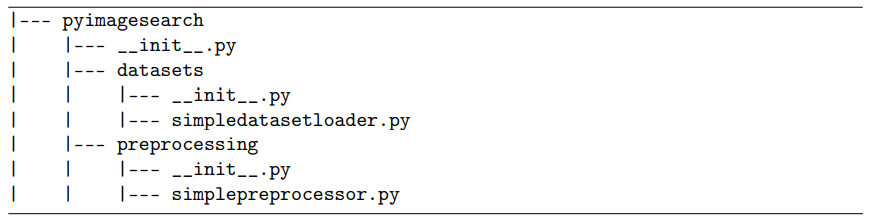 |--- pyimagesearch
|    |--- __init__.py
|    |--- datasets
|    |    |--- __init__.py
|    |    |--- simpledatasetloader.py
|    |--- preprocessing
|    |    |--- __init__.py
|    |    |--- simplepreprocessor.py